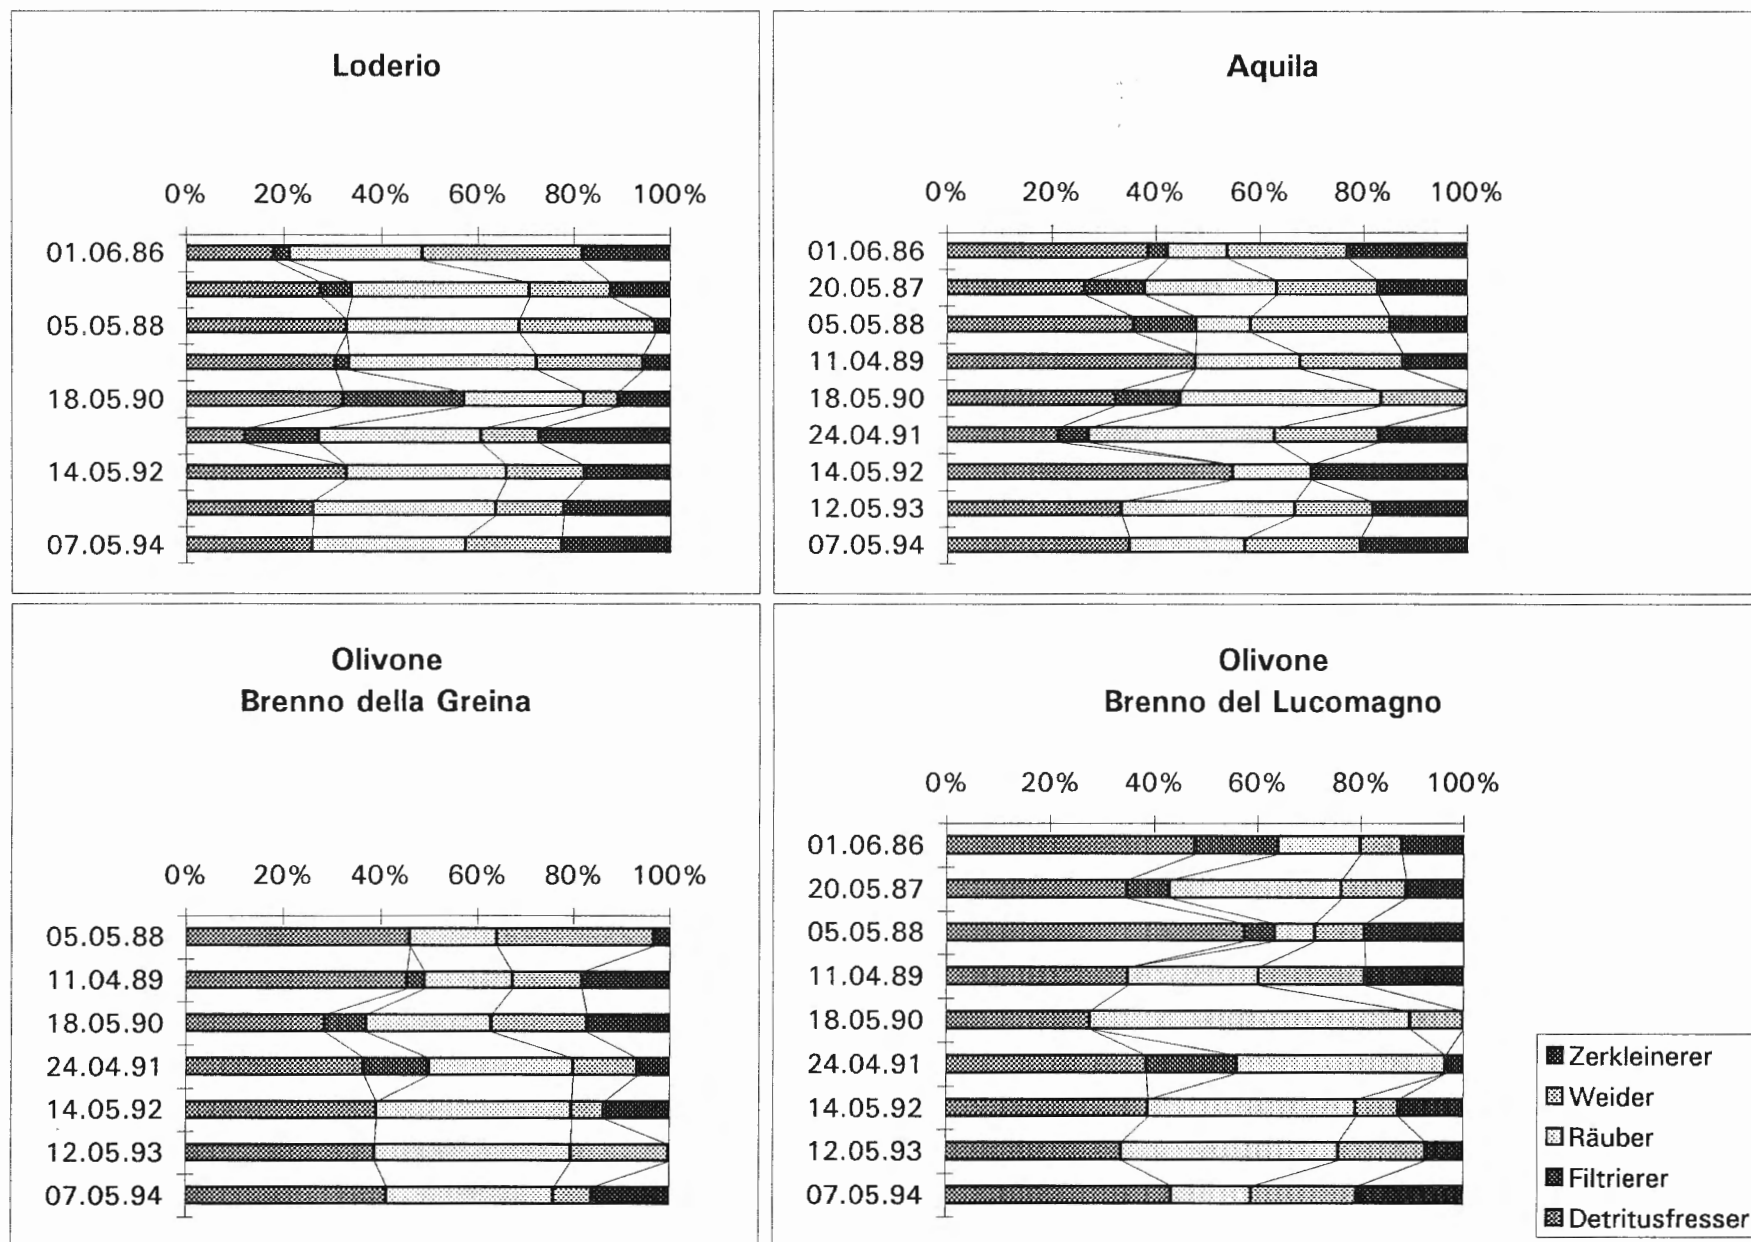 Loderio
0% 20% 40% 60% 80% 100%
01.06.86
05.05.88
18.05.90
14.05.92
07.05.94
Aquila
0% 20% 40% 60% 80% 100%
01.06.86
20.05.87
05.05.88
11.04.89
18.05.90
24.04.91
14.05.92
12.05.93
07.05.94
Olivone
Brenno della Greina
0% 20% 40% 60% 80% 100%
05.05.88
11.04.89
18.05.90
24.04.91
14.05.92
12.05.93
07.05.94
Olivone
Brenno del Lucomagno
0% 20% 40% 60% 80% 100%
01.06.86
20.05.87
05.05.88
11.04.89
18.05.90
24.04.91
14.05.92
12.05.93
07.05.94
Zerkleinerer
Weider
Räuber
Filtrierer
Detritusfresser